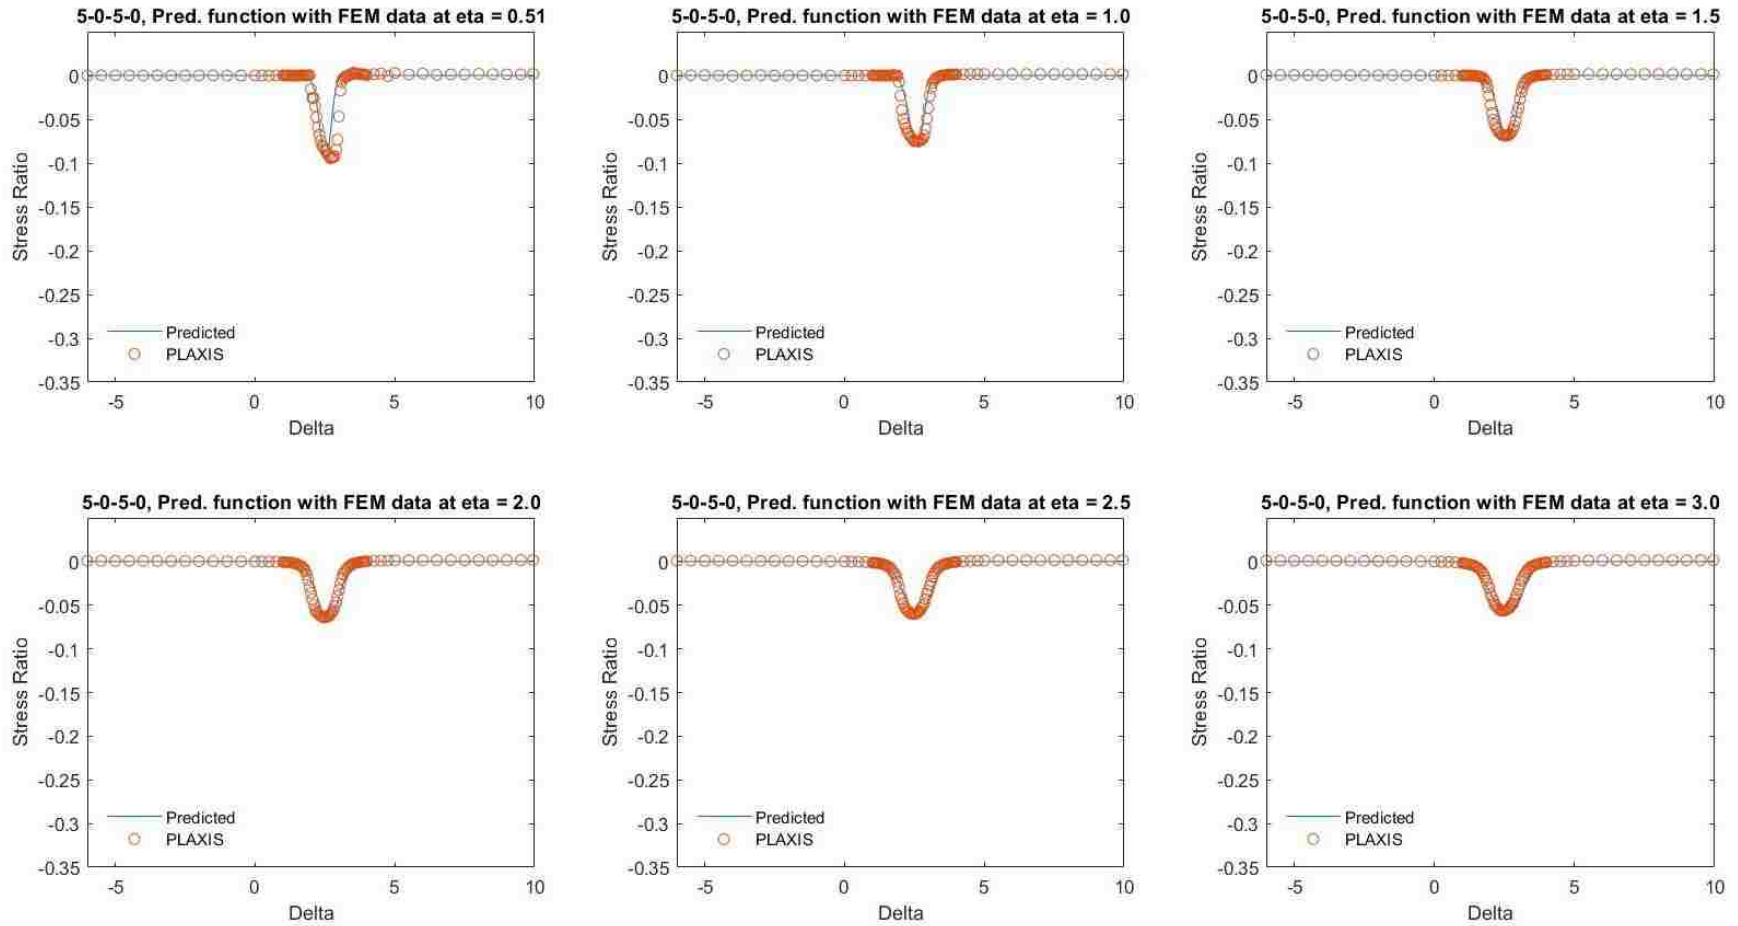 5-0-5-0, Pred. function with FEM data at eta = 0.51
0
-0.05
-0.1
-0.15
-0.2
-0.25
-0.3
-0.35
Stress Ratio
Predicted
PLAXIS
-5
0
5
10
Delta
5-0-5-0, Pred. function with FEM data at eta = 1.0
0
-0.05
-0.1
-0.15
-0.2
-0.25
-0.3
-0.35
Stress Ratio
Predicted
PLAXIS
-5
0
5
10
Delta
5-0-5-0, Pred. function with FEM data at eta = 1.5
0
-0.05
-0.1
-0.15
-0.2
-0.25
-0.3
-0.35
Stress Ratio
Predicted
PLAXIS
-5
0
5
10
Delta
5-0-5-0, Pred. function with FEM data at eta = 2.0
0
-0.05
-0.1
-0.15
-0.2
-0.25
-0.3
-0.35
Stress Ratio
Predicted
PLAXIS
-5
0
5
10
Delta
5-0-5-0, Pred. function with FEM data at eta = 2.5
0
-0.05
-0.1
-0.15
-0.2
-0.25
-0.3
-0.35
Stress Ratio
Predicted
PLAXIS
-5
0
5
10
Delta
5-0-5-0, Pred. function with FEM data at eta = 3.0
0
-0.05
-0.1
-0.15
-0.2
-0.25
-0.3
-0.35
Stress Ratio
Predicted
PLAXIS
-5
0
5
10
Delta